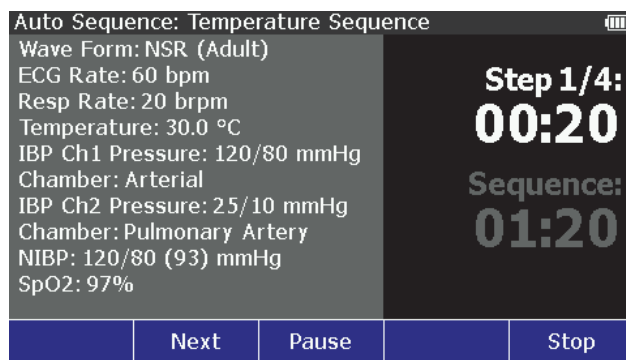 Auto Sequence: Temperature Sequence
Wave Form: NSR (Adult)
ECG Rate: 60 bpm
Resp Rate: 20 brpm
Temperature: 30.0 °C
IBP Ch1 Pressure: 120/80 mmHg
Chamber: Arterial
IBP Ch2 Pressure: 25/10 mmHg
Chamber: Pulmonary Artery
NIBP: 120/80 (93) mmHg
SpO2: 97%
Step 1/4:
00:20
Sequence:
01:20
Next Pause Stop